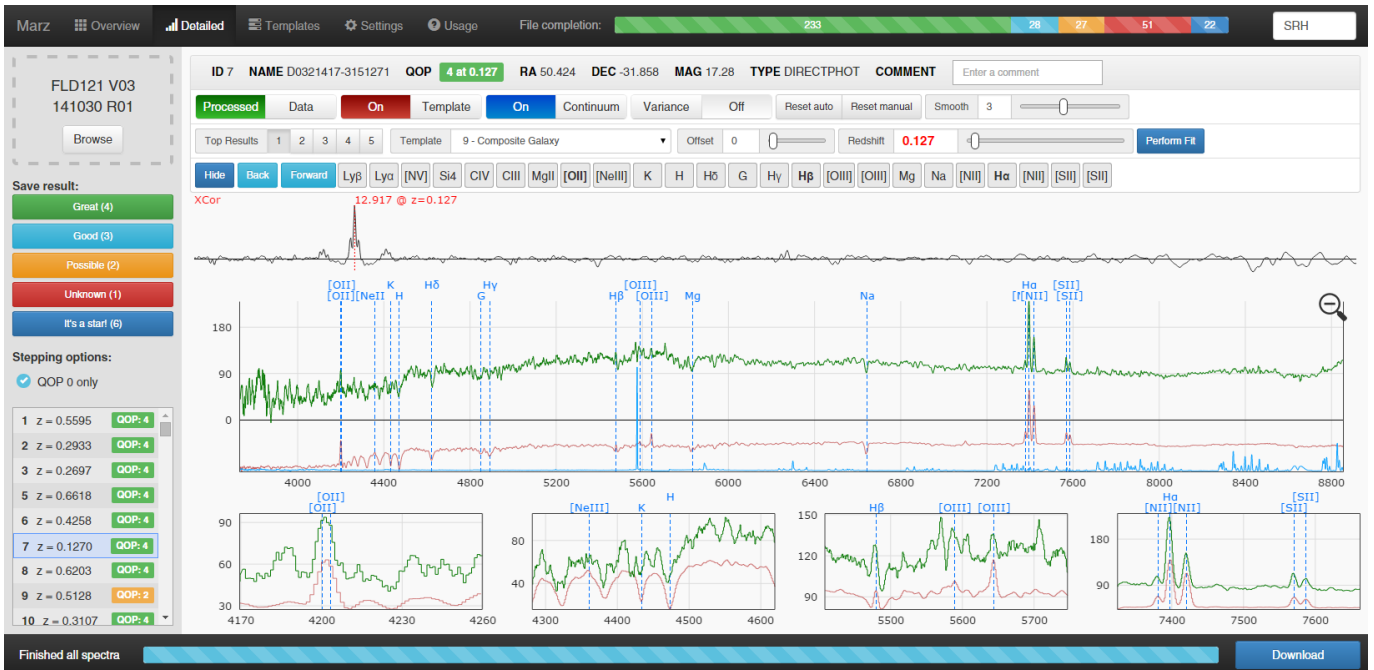 Marz Overview Detailed Templates Settings Usage File completion: 233 28 27 51 22 SRH
FLD121 V03
141030 R01
Browse
Save result:
Great (4)
Good (3)
Possible (2)
Unknown (1)
It's a star! (6)
Stepping options:
QOP 0 only
1 z = 0.5595 QOP: 4
2 z = 0.2933 QOP: 4
3 z = 0.2697 QOP: 4
5 z = 0.6618 QOP: 4
6 z = 0.4258 QOP: 4
7 z = 0.1270 QOP: 4
8 z = 0.6203 QOP: 4
9 z = 0.5128 QOP: 2
10 z = 0.3107 QOP: 4
ID 7 NAME D0321417-3151271 QOP 4 at 0.127 RA 50.424 DEC -31.858 MAG 17.28 TYPE DIRECTPHOT COMMENT Enter a comment
Processed Data On Template On Continuum Variance Off Reset auto Reset manual Smooth 3
Top Results 1 2 3 4 5 Template 9 - Composite Galaxy Offset 0 Redshift 0.127 Perform Fit
Hide Back Forward Lyβ Lyα [NV] Si4 CIV CIII MgII [OII] [NeIII] K H Hδ G Hγ Hβ [OIII] [OIII] Mg Na [NII] Hα [NII] [SII] [SII]
XCor 12.917 @ z=0.127
[OII] K Hδ Hγ [OIII] Hα [SII]
[OII] [NeII H G Hβ [OIII] Mg Na [NII] [SII]
180
90
0
4000 4400 4800 5200 5600 6000 6400 6800 7200 7600 8000 8400 8800
[OII] H Hα [SII]
[OII] [NeIII] K Hβ [OIII] [OIII] [NII] [NII] [SII]
90 60 30
4170 4200 4230 4260
80 40
4300 4400 4500 4600
150 120 90
5500 5600 5700
180 90
7400 7500 7600
Finished all spectra Download